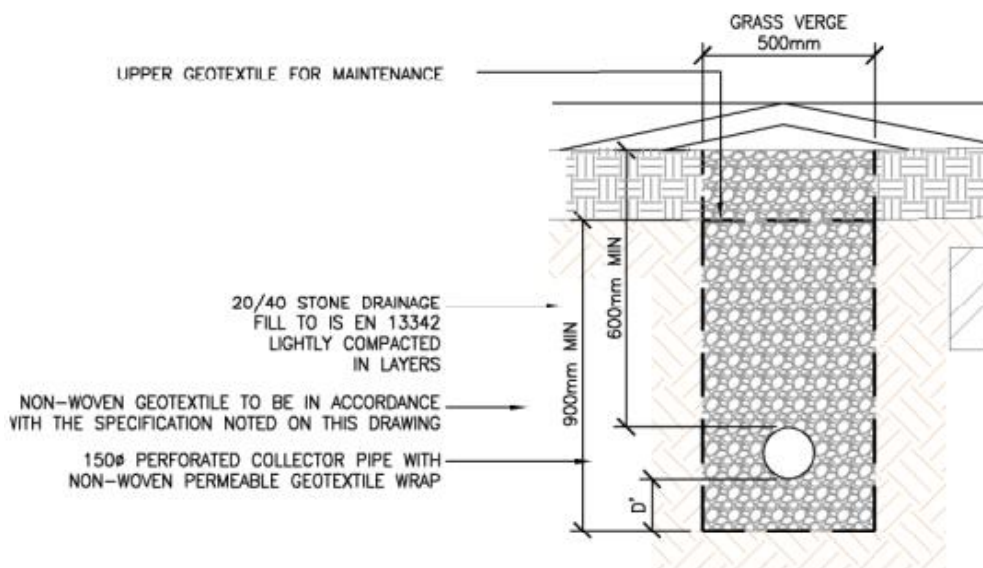 GRASS VERGE
500mm
UPPER GEOTEXTILE FOR MAINTENANCE
600mm MIN
900mm MIN
20/40 STONE DRAINAGE
FILL TO IS EN 13342
LIGHTLY COMPACTED
IN LAYERS
NON-WOVEN GEOTEXTILE TO BE IN ACCORDANCE
WITH THE SPECIFICATION NOTED ON THIS DRAWING
150ø PERFORATED COLLECTOR PIPE WITH
NON-WOVEN PERMEABLE GEOTEXTILE WRAP
D"